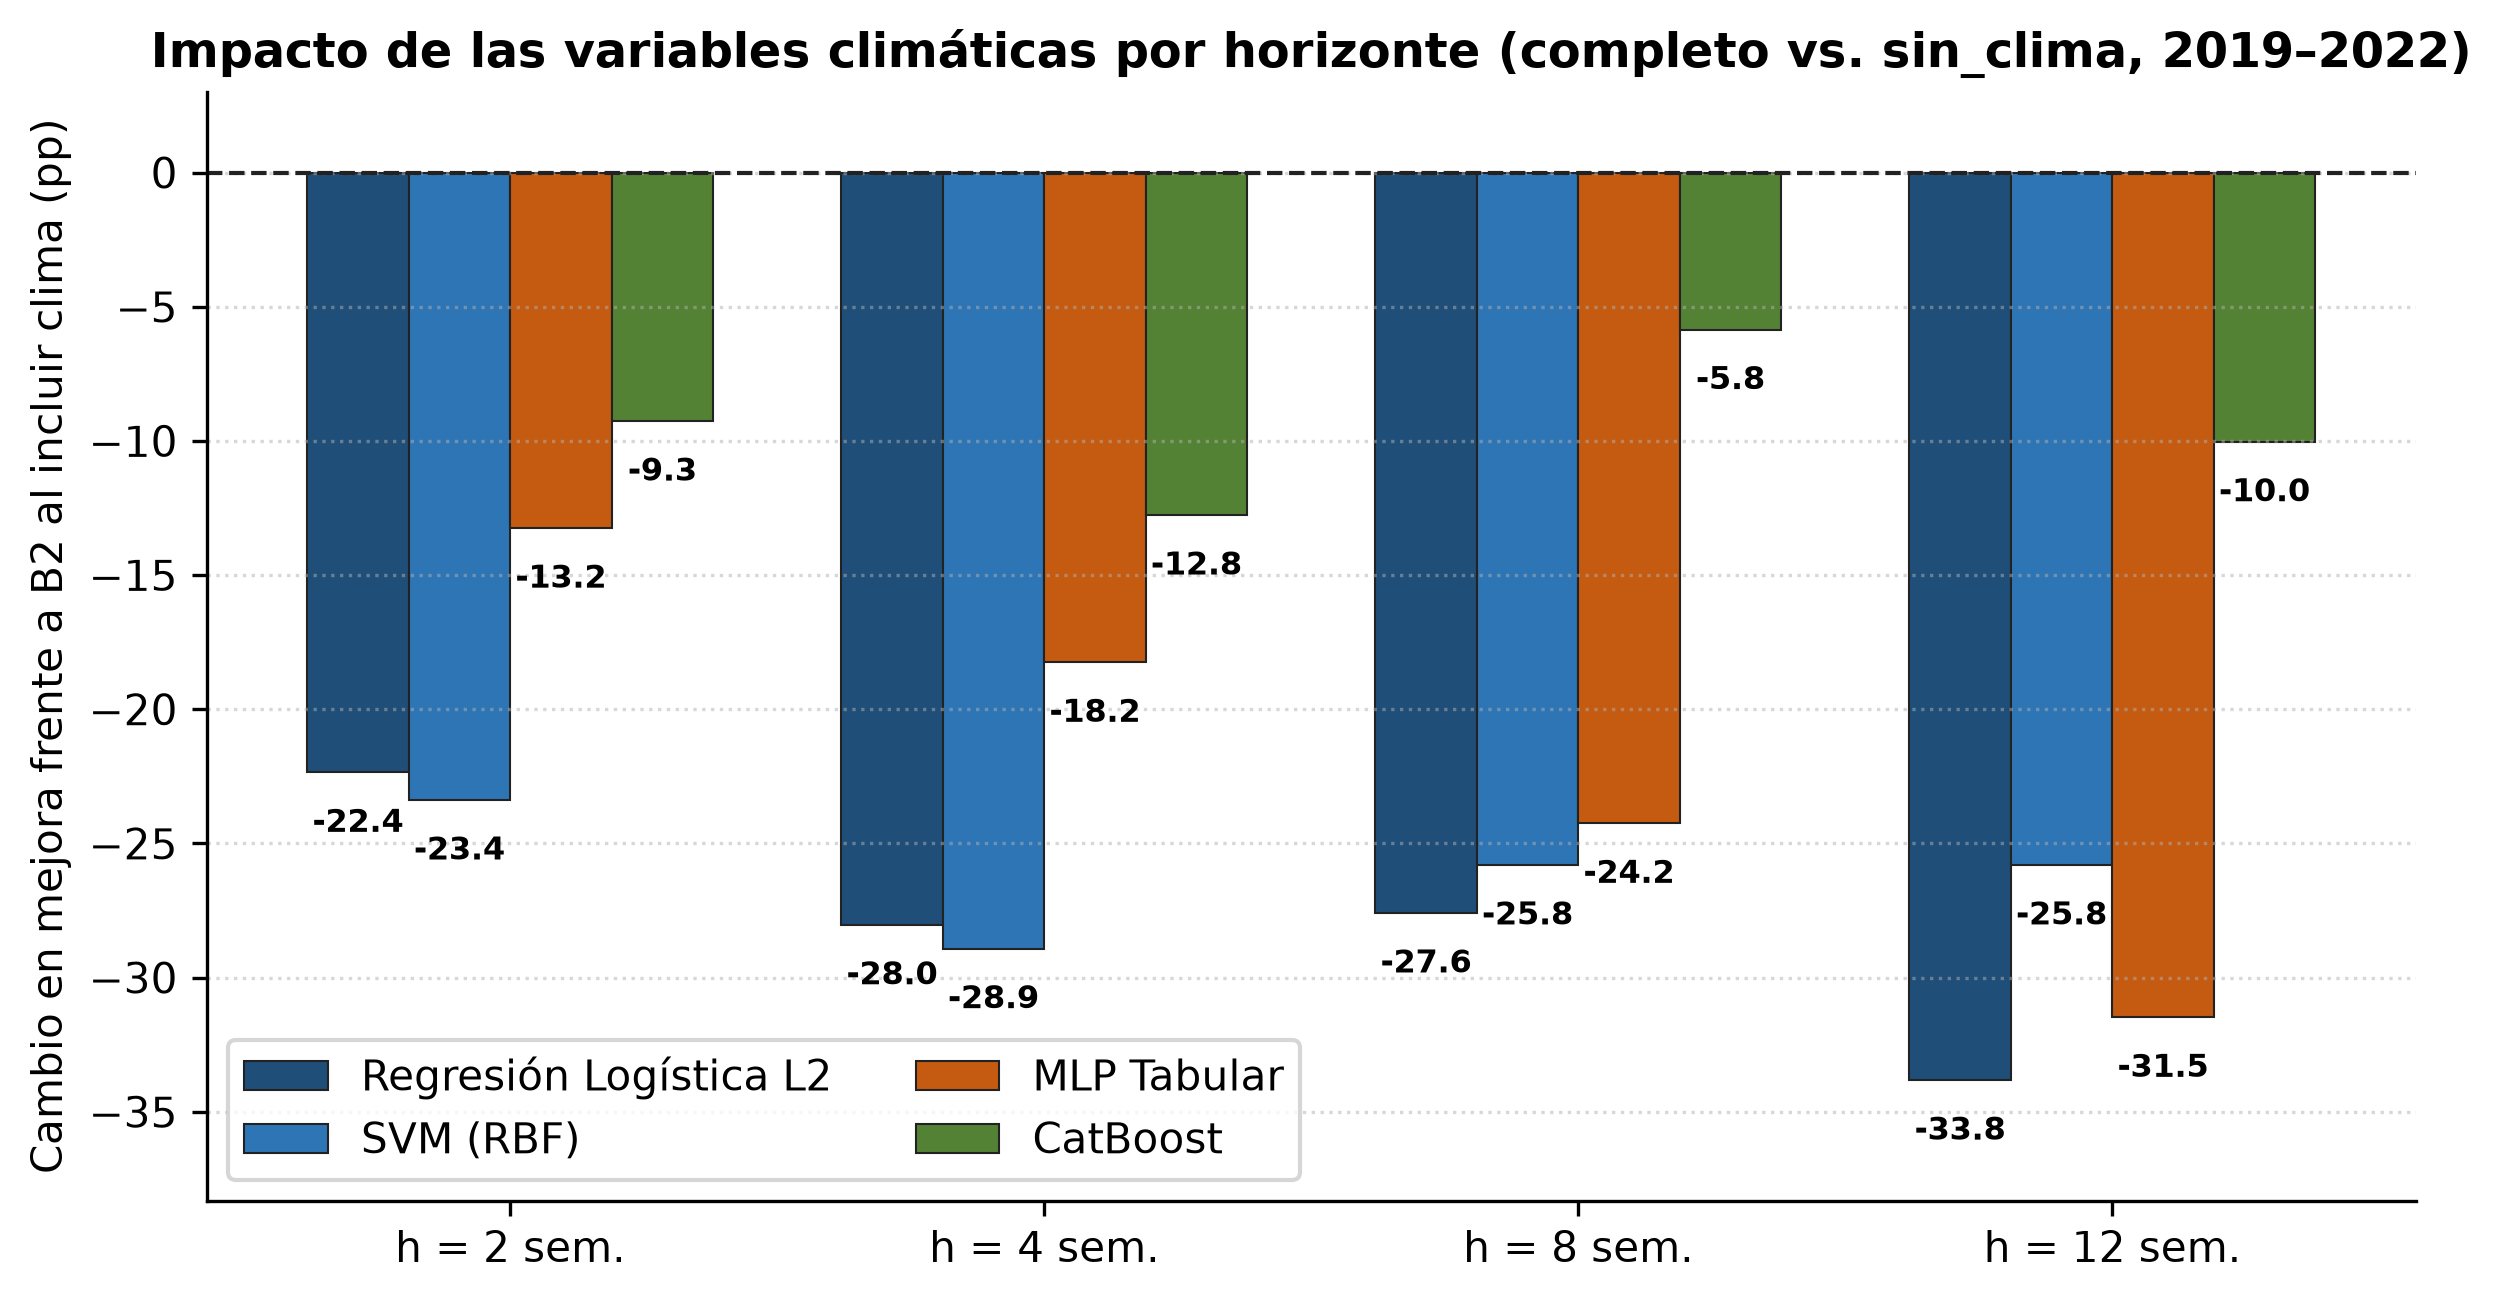 Impacto de las variables climáticas por horizonte (completo vs. sin_clima, 2019–2022)
Cambio en mejora frente a B2 al incluir clima (pp)
0
−5
−10
−15
−20
−25
−30
−35
-22.4
-23.4
-13.2
-9.3
-28.0
-28.9
-18.2
-12.8
-27.6
-25.8
-24.2
-5.8
-33.8
-25.8
-31.5
-10.0
Regresión Logística L2
SVM (RBF)
MLP Tabular
CatBoost
h = 2 sem.
h = 4 sem.
h = 8 sem.
h = 12 sem.